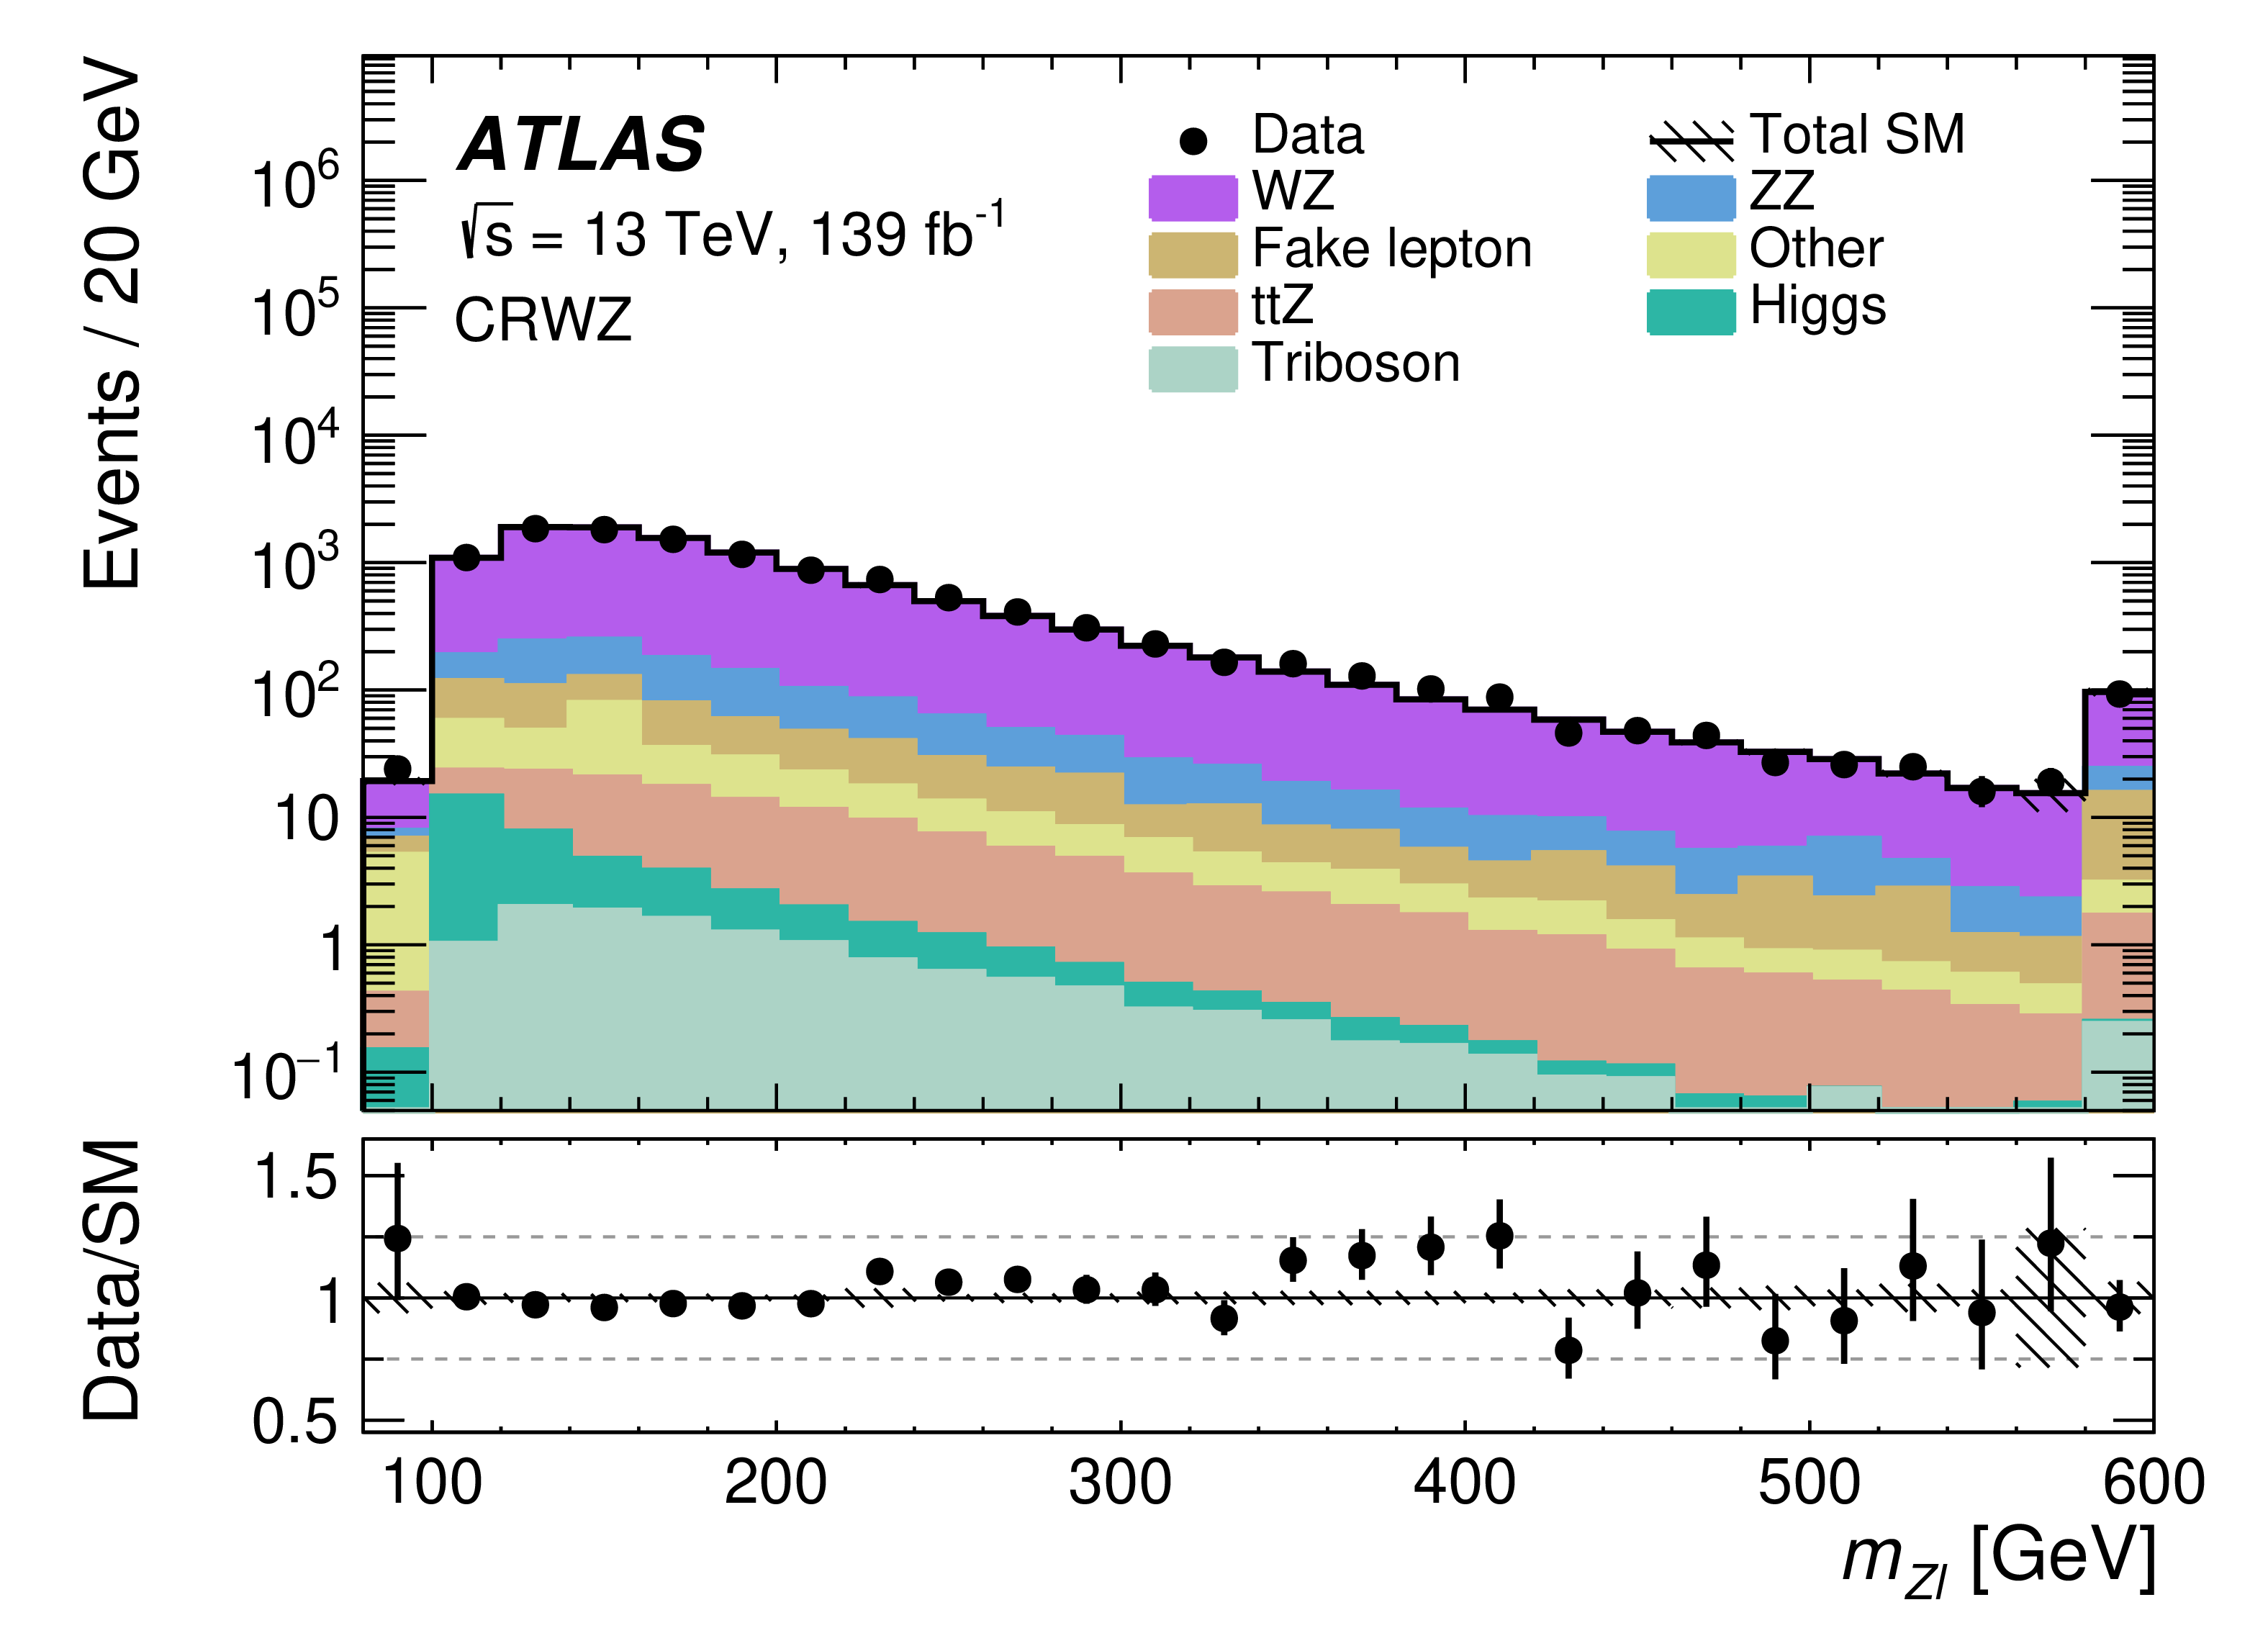 ATLAS
√s = 13 TeV, 139 fb⁻¹
CRWZ
Data
WZ
Fake lepton
ttZ
Triboson
Total SM
ZZ
Other
Higgs
Events / 20 GeV
10⁶
10⁵
10⁴
10³
10²
10
1
10⁻¹
Data/SM
1.5
1
0.5
100 200 300 400 500 600
m_Zl [GeV]